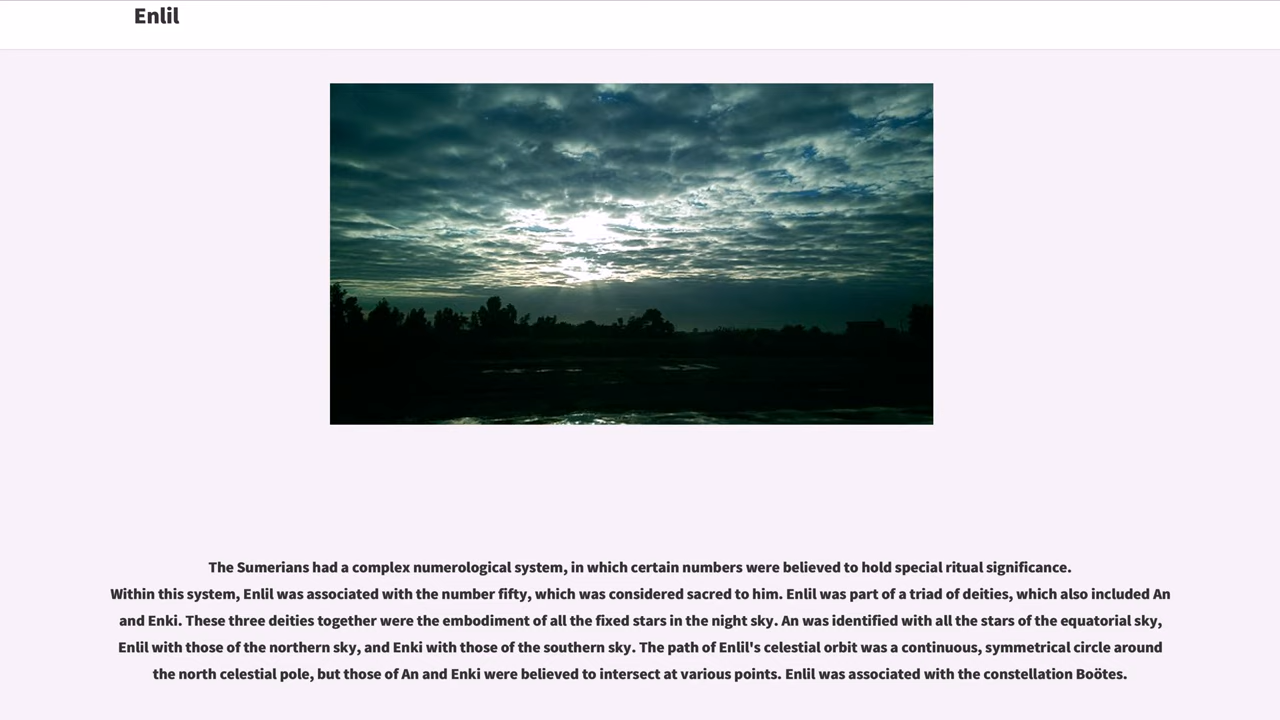 Enlil
The Sumerians had a complex numerological system, in which certain numbers were believed to hold special ritual significance.
Within this system, Enlil was associated with the number fifty, which was considered sacred to him. Enlil was part of a triad of deities, which also included An
and Enki. These three deities together were the embodiment of all the fixed stars in the night sky. An was identified with all the stars of the equatorial sky,
Enlil with those of the northern sky, and Enki with those of the southern sky. The path of Enlil's celestial orbit was a continuous, symmetrical circle around
the north celestial pole, but those of An and Enki were believed to intersect at various points. Enlil was associated with the constellation Boötes.